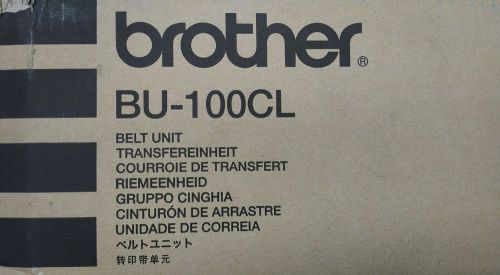 brother®
BU-100CL
BELT UNIT
TRANSFEREINHEIT
COURROIE DE TRANSFERT
RIEMEENHEID
GRUPPO CINGHIA
CINTURÓN DE ARRASTRE
UNIDADE DE CORREIA
ベルトユニット
转印带单元